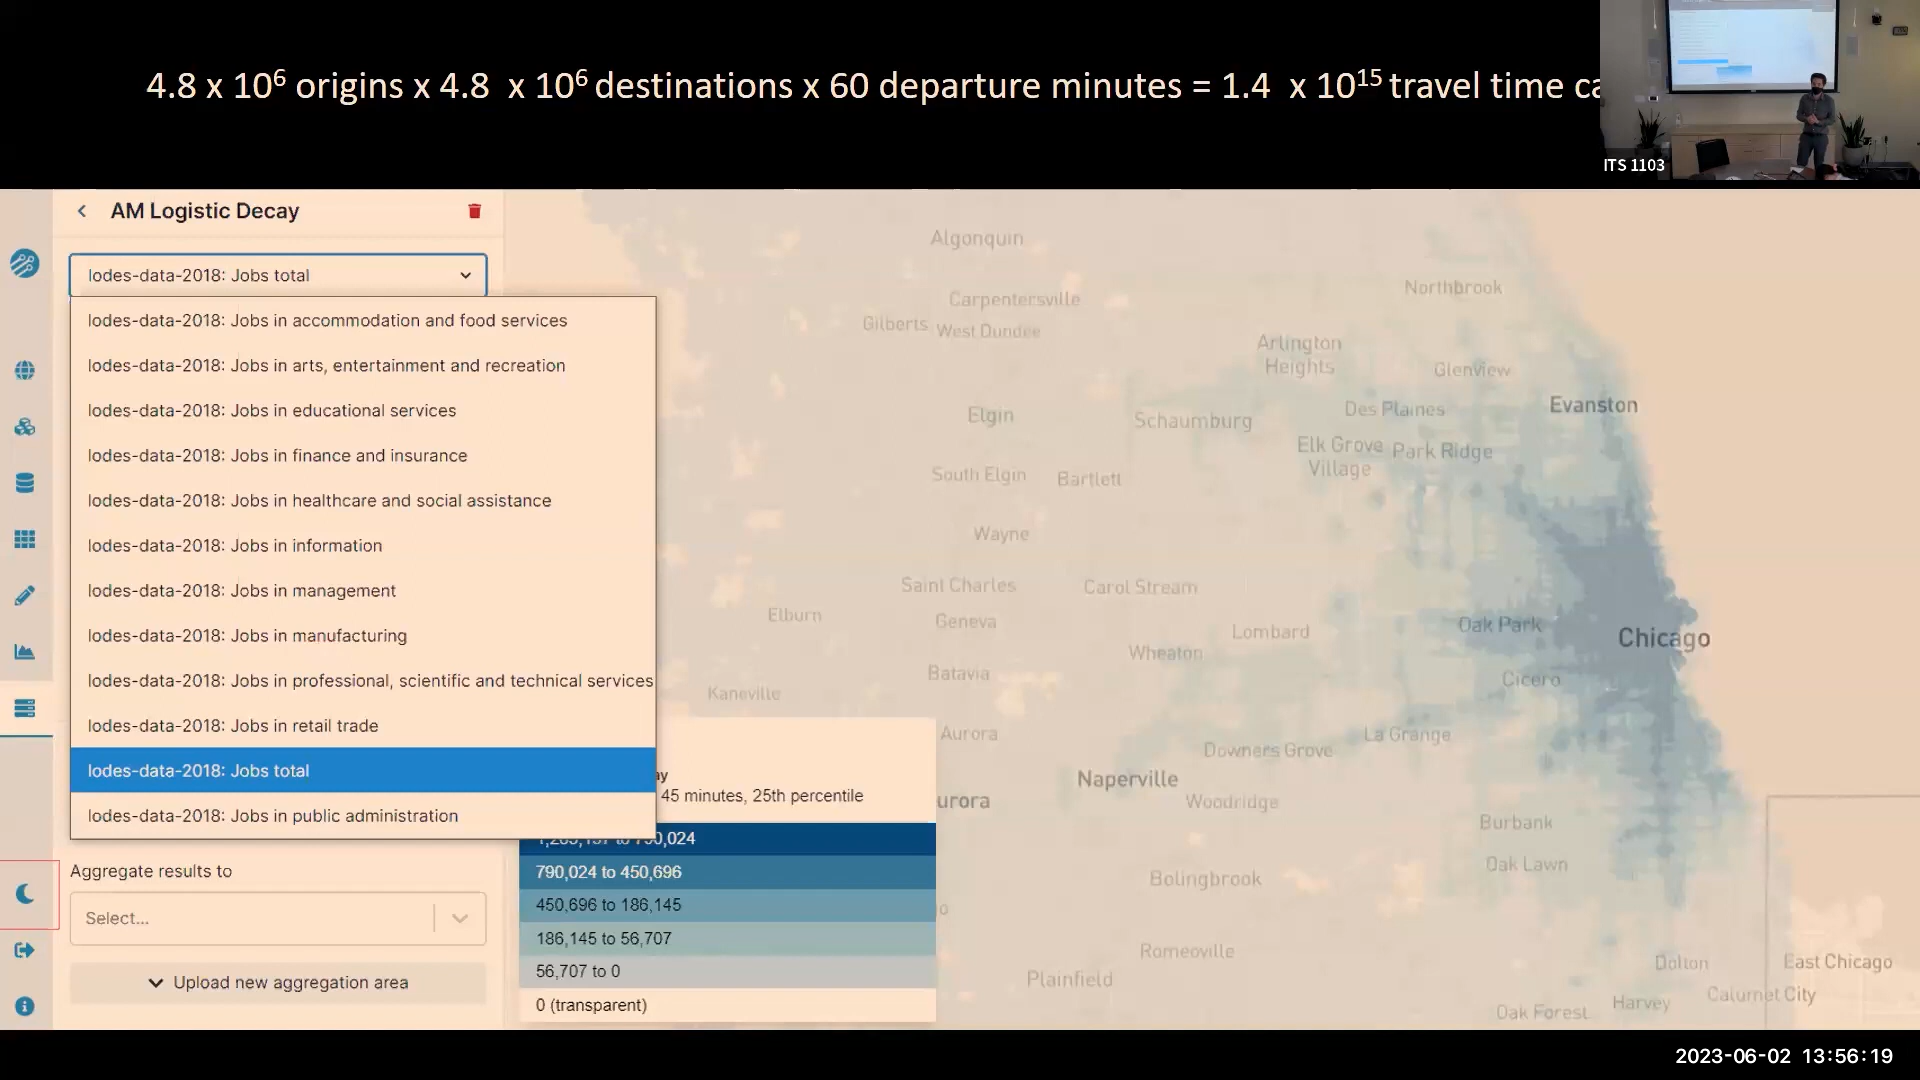 4.8 x 10⁶ origins x 4.8 x 10⁶ destinations x 60 departure minutes = 1.4 x 10¹⁵ travel time
ITS 1103
AM Logistic Decay
lodes-data-2018: Jobs total
lodes-data-2018: Jobs in accommodation and food services
lodes-data-2018: Jobs in arts, entertainment and recreation
lodes-data-2018: Jobs in educational services
lodes-data-2018: Jobs in finance and insurance
lodes-data-2018: Jobs in healthcare and social assistance
lodes-data-2018: Jobs in information
lodes-data-2018: Jobs in management
lodes-data-2018: Jobs in manufacturing
lodes-data-2018: Jobs in professional, scientific and technical services
lodes-data-2018: Jobs in retail trade
lodes-data-2018: Jobs total
lodes-data-2018: Jobs in public administration
Aggregate results to
Select...
Upload new aggregation area
45 minutes, 25th percentile
790,024 to 450,696
450,696 to 186,145
186,145 to 56,707
56,707 to 0
0 (transparent)
Algonquin
Northbrook
Carpentersville
Gilberts
West Dundee
Arlington
Heights
Glenview
Evanston
Elgin
Schaumburg
Des Plaines
Elk Grove
Village
Park Ridge
South Elgin
Bartlett
Wayne
Saint Charles
Carol Stream
Elburn
Geneva
Lombard
Oak Park
Chicago
Wheaton
Batavia
Cicero
Kaneville
Aurora
La Grange
Downers Grove
Naperville
Woodridge
Burbank
Oak Lawn
Bolingbrook
Romeoville
Plainfield
Dolton
East Chicago
Calumet City
Harvey
Oak Forest
2023-06-02 13:56:19